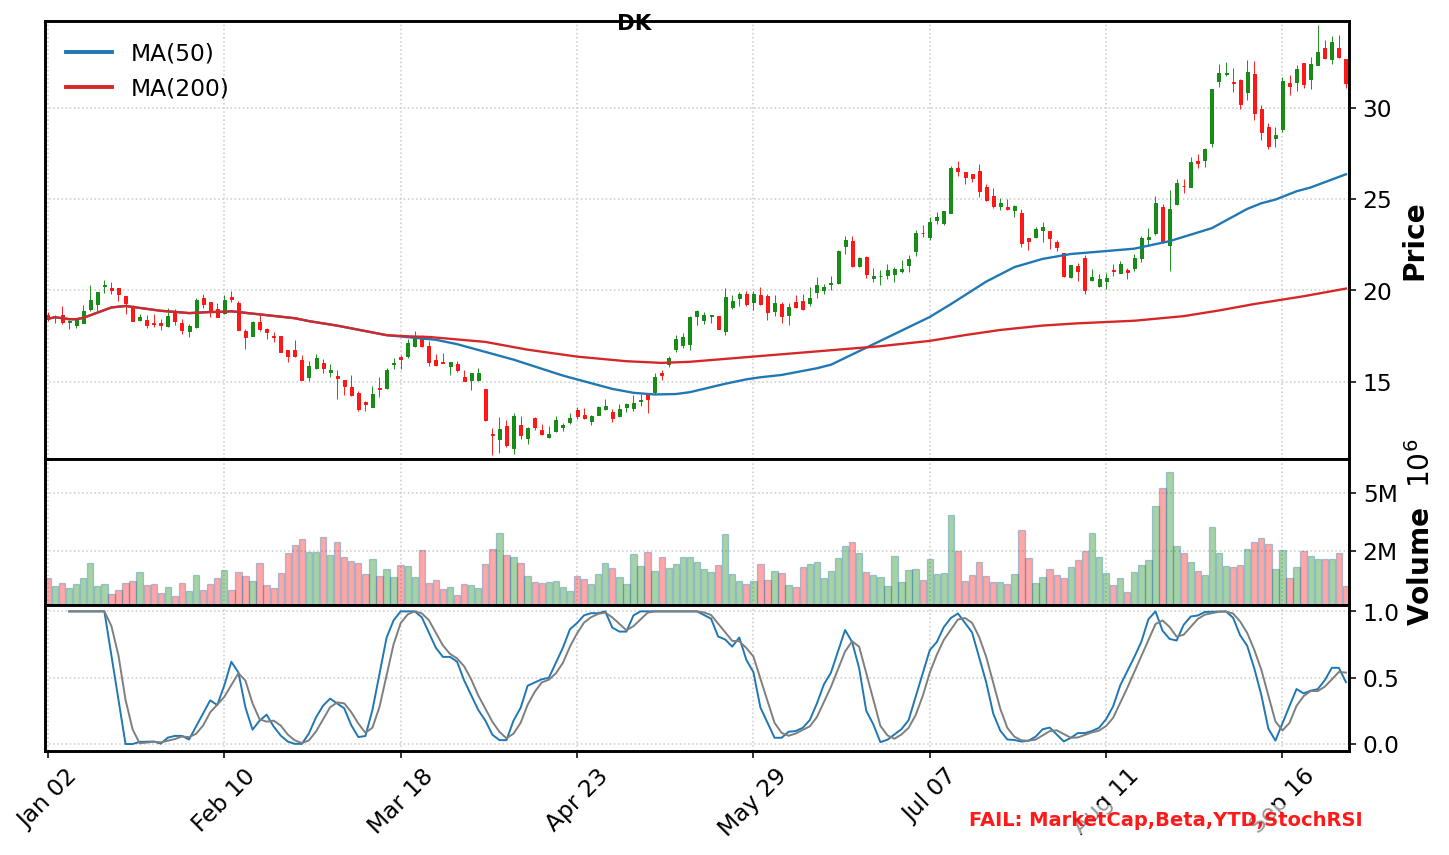 DK
MA(50)
MA(200)
30
25
20
15
Price
10⁶
5M
2M
Volume
1.0
0.5
0.0
Jan 02
Feb 10
Mar 18
Apr 23
May 29
Jul 07
Aug 11
Sep 16
FAIL: MarketCap,Beta,YTD,StochRSI